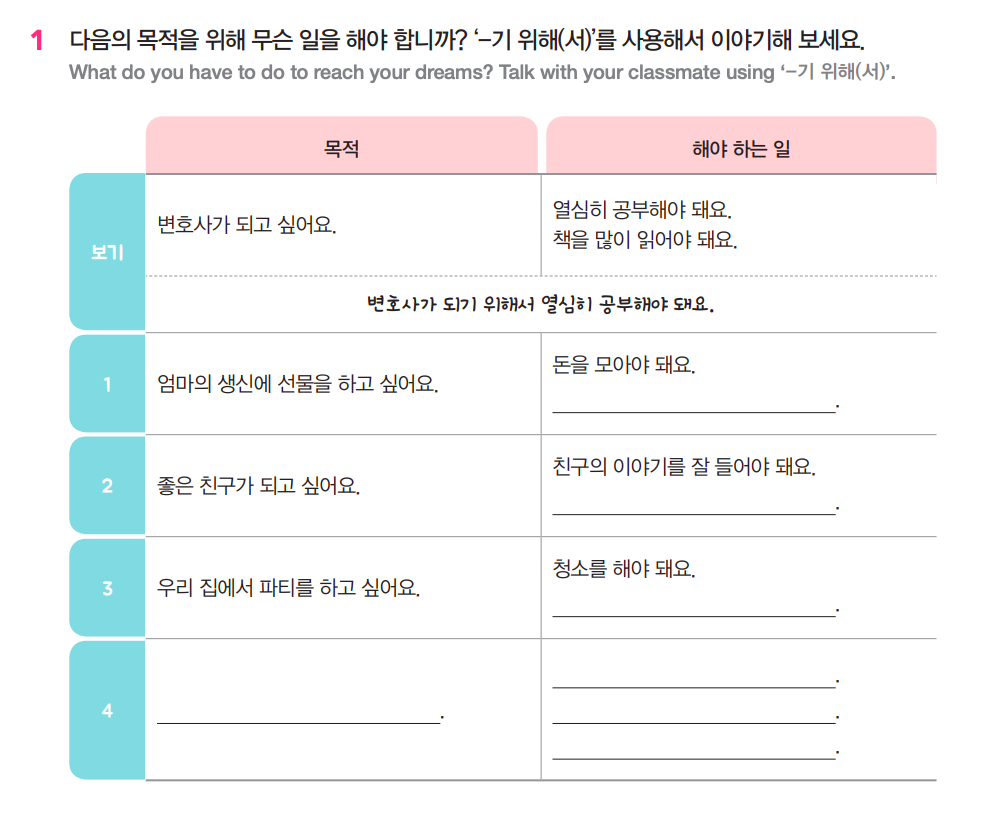 1 다음의 목적을 위해 무슨 일을 해야 합니까? ‘–기 위해(서)’를 사용해서 이야기해 보세요.
What do you have to do to reach your dreams? Talk with your classmate using ‘–기 위해(서)’.
목적 해야 하는 일
보기
변호사가 되고 싶어요.
열심히 공부해야 돼요.
책을 많이 읽어야 돼요.
변호사가 되기 위해서 열심히 공부해야 돼요.
1
엄마의 생신에 선물을 하고 싶어요.
돈을 모아야 돼요.
.
2
좋은 친구가 되고 싶어요.
친구의 이야기를 잘 들어야 돼요.
.
3
우리 집에서 파티를 하고 싶어요.
청소를 해야 돼요.
.
4
.
.
.
.